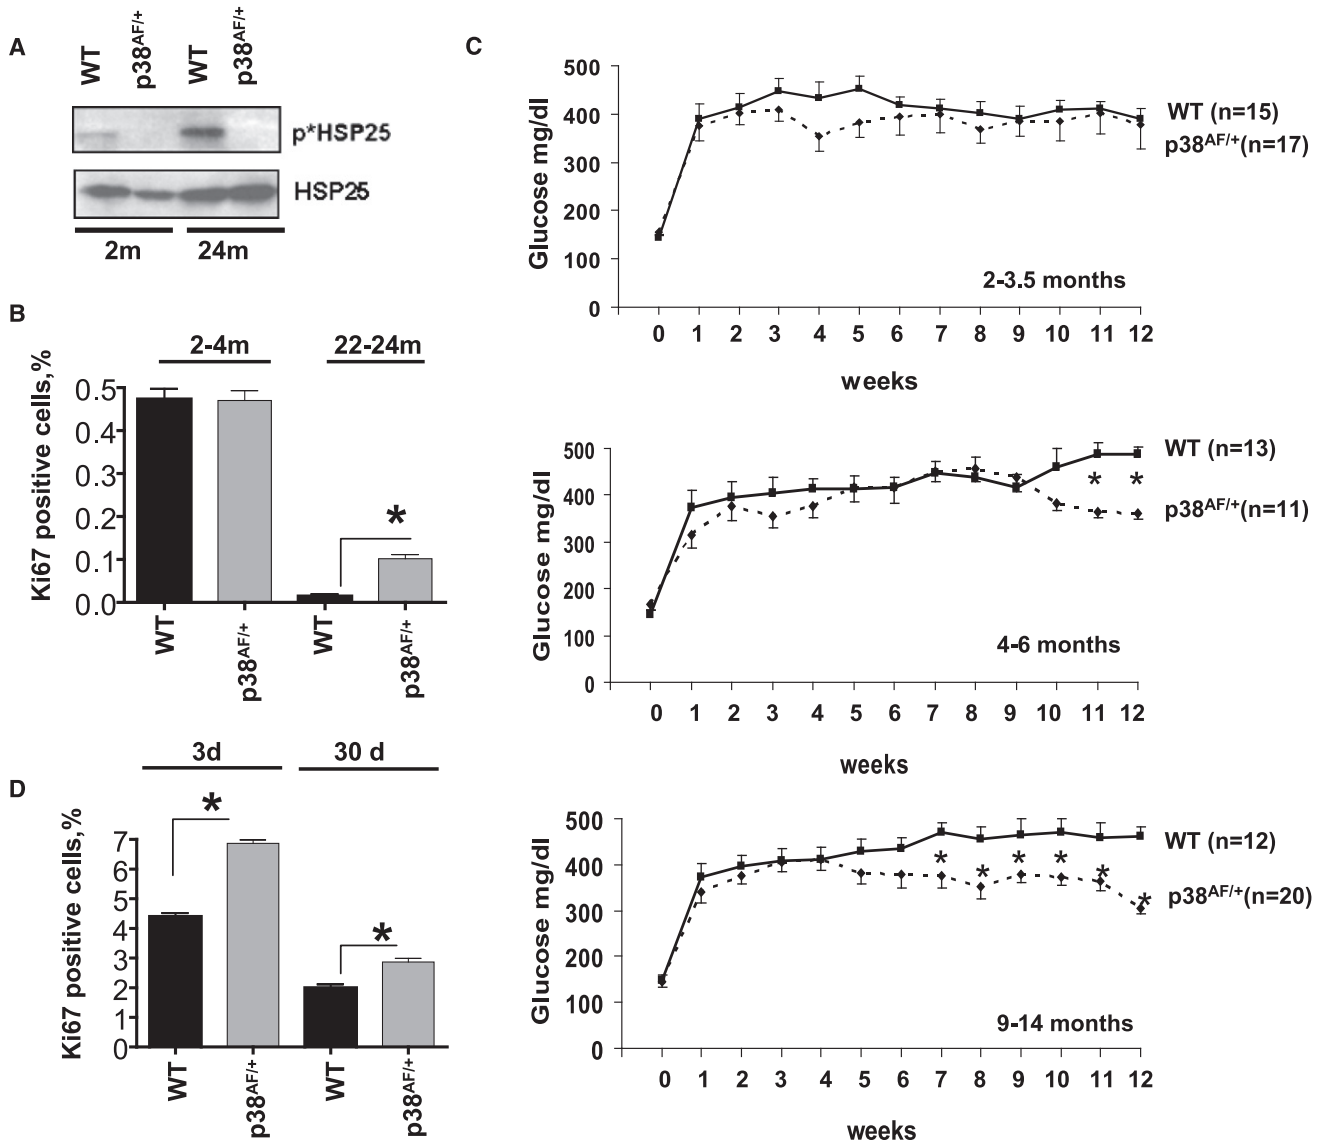 A
WT
p38AF/+
WT
p38AF/+
p*HSP25
HSP25
2m
24m
B
2-4m
22-24m
Ki67 positive cells,%
0.5
0.4
0.3
0.2
0.1
0.0
*
WT
p38AF/+
WT
p38AF/+
C
Glucose mg/dl
500
400
300
200
100
0
WT (n=15)
p38AF/+(n=17)
2-3.5 months
0 1 2 3 4 5 6 7 8 9 10 11 12
weeks
Glucose mg/dl
500
400
300
200
100
0
WT (n=13)
* *
p38AF/+(n=11)
4-6 months
0 1 2 3 4 5 6 7 8 9 10 11 12
weeks
Glucose mg/dl
500
400
300
200
100
0
WT (n=12)
* * * * * *
p38AF/+(n=20)
9-14 months
0 1 2 3 4 5 6 7 8 9 10 11 12
weeks
D
3d
30 d
Ki67 positive cells,%
7
6
5
4
3
2
1
0
*
*
WT
p38AF/+
WT
p38AF/+